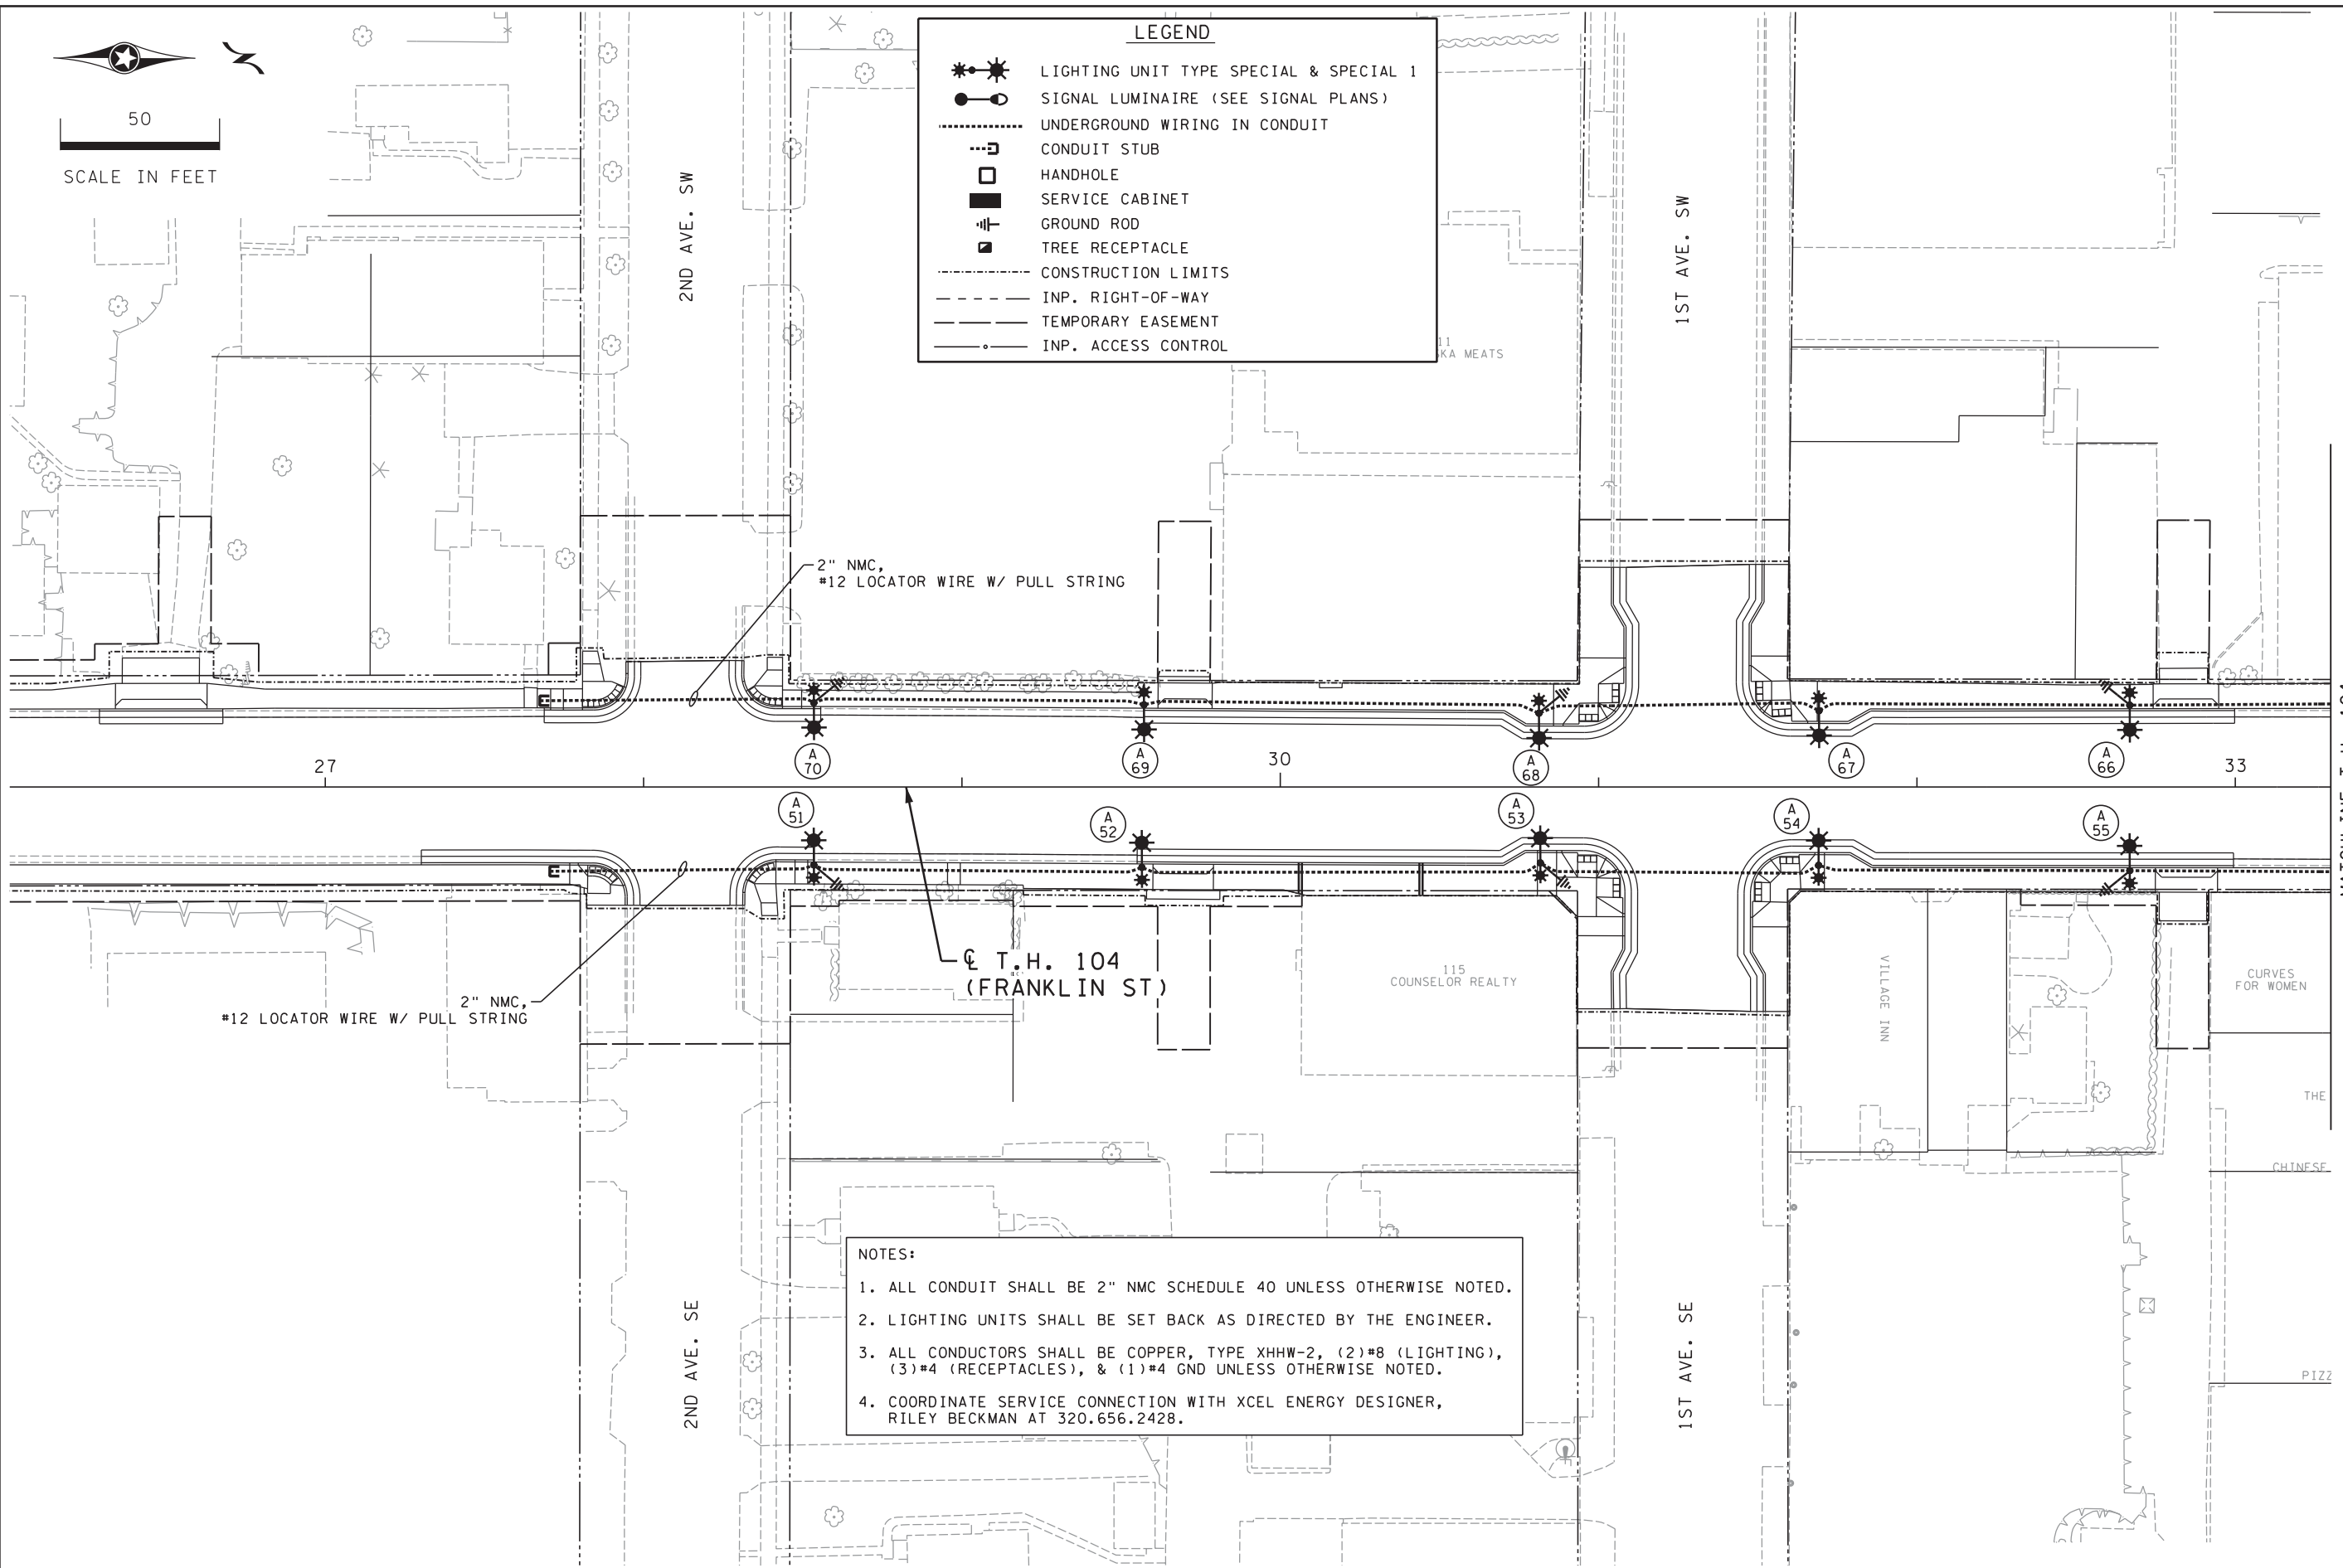 50
SCALE IN FEET
LEGEND
LIGHTING UNIT TYPE SPECIAL & SPECIAL 1
SIGNAL LUMINAIRE (SEE SIGNAL PLANS)
UNDERGROUND WIRING IN CONDUIT
CONDUIT STUB
HANDHOLE
SERVICE CABINET
GROUND ROD
TREE RECEPTACLE
CONSTRUCTION LIMITS
INP. RIGHT-OF-WAY
TEMPORARY EASEMENT
INP. ACCESS CONTROL
2ND AVE. SW
1ST AVE. SW
11
KA MEATS
2" NMC,
#12 LOCATOR WIRE W/ PULL STRING
A
70
A
69
A
68
A
67
A
66
27
30
33
A
51
A
52
A
53
A
54
A
55
℄ T.H. 104
(FRANKLIN ST)
2" NMC,
#12 LOCATOR WIRE W/ PULL STRING
115
COUNSELOR REALTY
VILLAGE INN
CURVES
FOR WOMEN
THE
CHINESE
PIZZ
2ND AVE. SE
1ST AVE. SE
NOTES:
1. ALL CONDUIT SHALL BE 2" NMC SCHEDULE 40 UNLESS OTHERWISE NOTED.
2. LIGHTING UNITS SHALL BE SET BACK AS DIRECTED BY THE ENGINEER.
3. ALL CONDUCTORS SHALL BE COPPER, TYPE XHHW-2, (2)#8 (LIGHTING),
(3)#4 (RECEPTACLES), & (1)#4 GND UNLESS OTHERWISE NOTED.
4. COORDINATE SERVICE CONNECTION WITH XCEL ENERGY DESIGNER,
RILEY BECKMAN AT 320.656.2428.